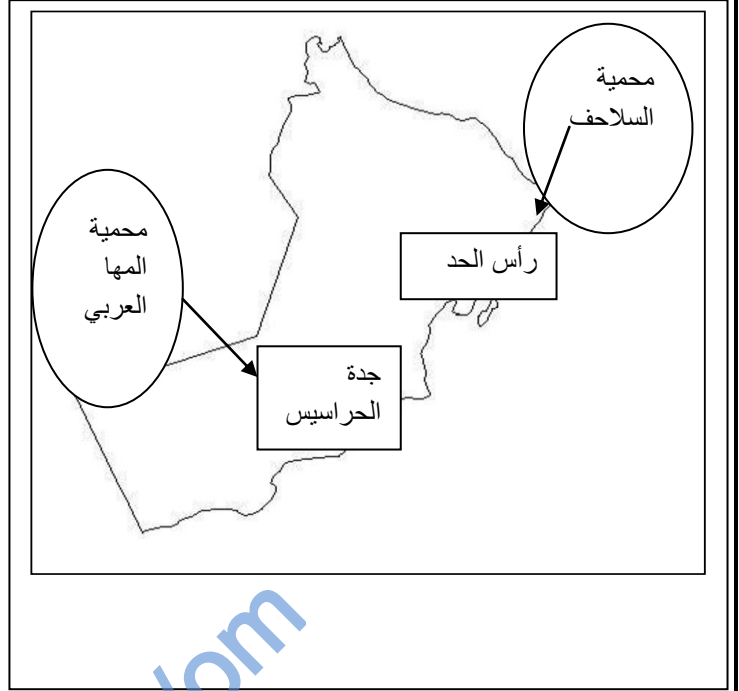 محمية
السلاحف
رأس الحد
محمية
المها
العربي
جدة
الحراسيس